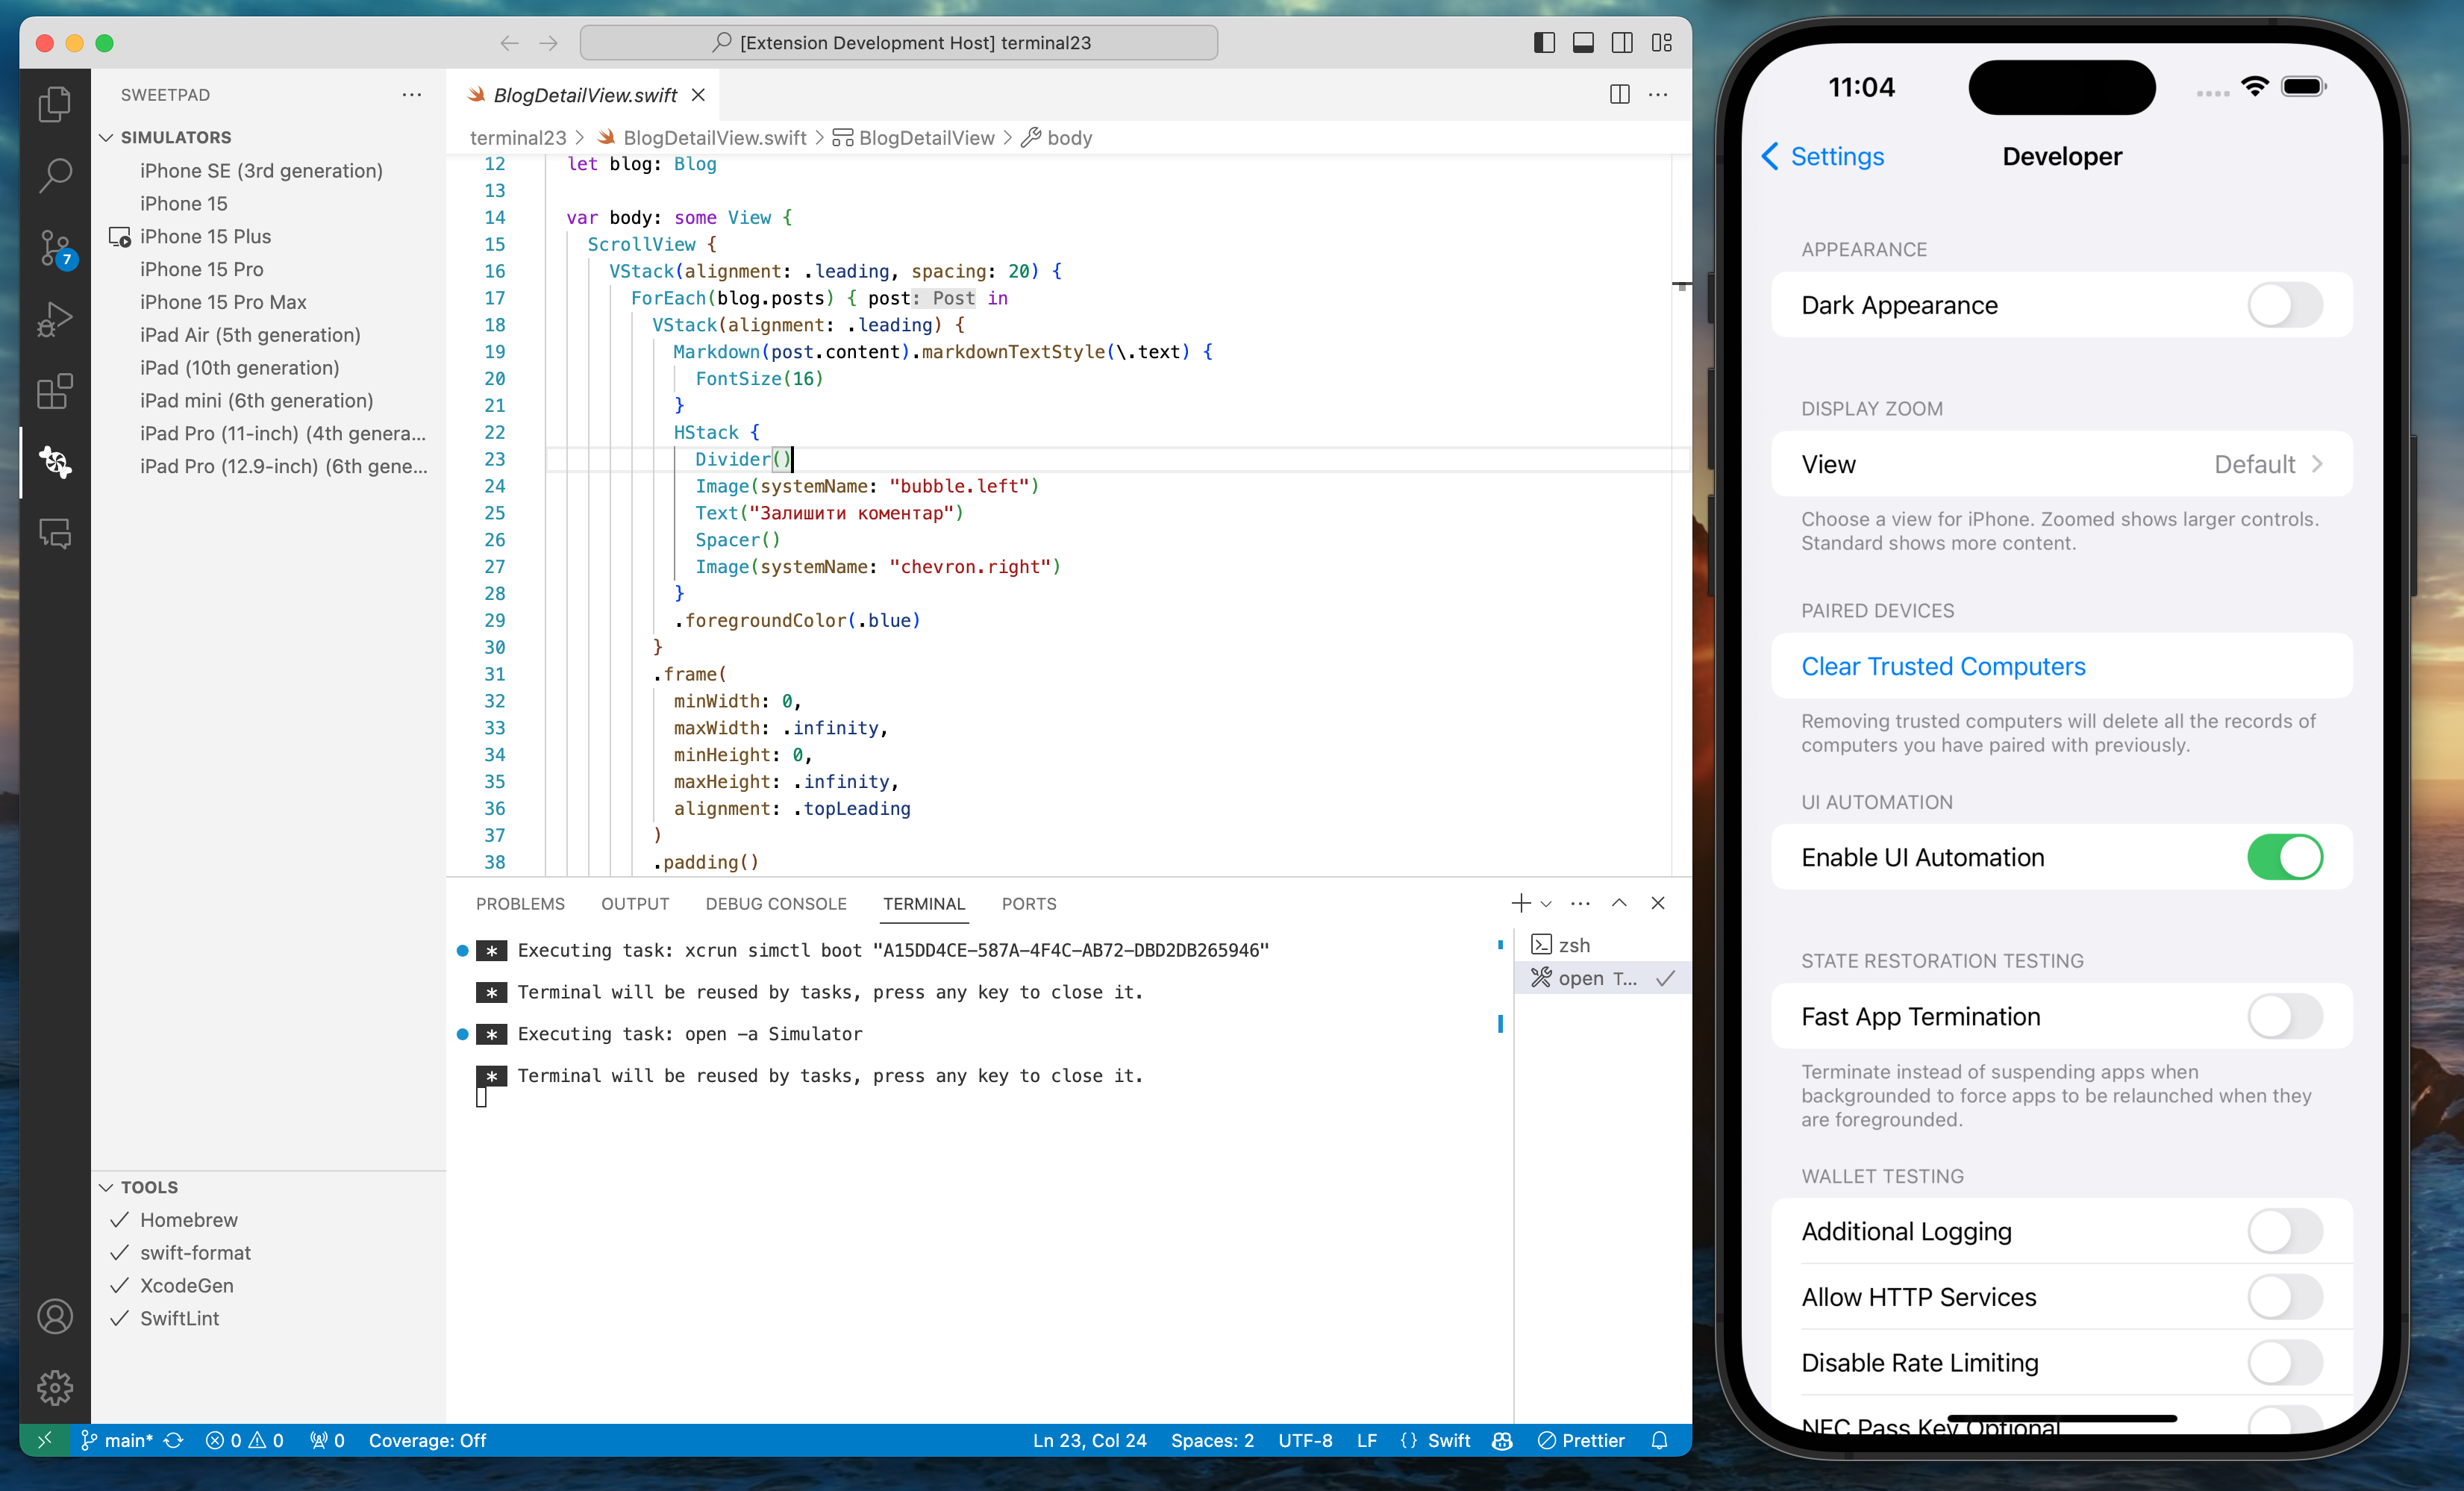 [Extension Development Host] terminal23
SWEETPAD
SIMULATORS
iPhone SE (3rd generation)
iPhone 15
iPhone 15 Plus
iPhone 15 Pro
iPhone 15 Pro Max
iPad Air (5th generation)
iPad (10th generation)
iPad mini (6th generation)
iPad Pro (11-inch) (4th genera...
iPad Pro (12.9-inch) (6th gene...
7
TOOLS
Homebrew
swift-format
XcodeGen
SwiftLint
BlogDetailView.swift
terminal23 > BlogDetailView.swift > BlogDetailView > body
12 let blog: Blog
13
14 var body: some View {
15 ScrollView {
16 VStack(alignment: .leading, spacing: 20) {
17 ForEach(blog.posts) { post: Post in
18 VStack(alignment: .leading) {
19 Markdown(post.content).markdownTextStyle(\.text) {
20 FontSize(16)
21 }
22 HStack {
23 Divider()
24 Image(systemName: "bubble.left")
25 Text("Залишити коментар")
26 Spacer()
27 Image(systemName: "chevron.right")
28 }
29 .foregroundColor(.blue)
30 }
31 .frame(
32 minWidth: 0,
33 maxWidth: .infinity,
34 minHeight: 0,
35 maxHeight: .infinity,
36 alignment: .topLeading
37 )
38 .padding()
PROBLEMS OUTPUT DEBUG CONSOLE TERMINAL PORTS
* Executing task: xcrun simctl boot "A15DD4CE-587A-4F4C-AB72-DBD2DB265946"
* Terminal will be reused by tasks, press any key to close it.
* Executing task: open -a Simulator
* Terminal will be reused by tasks, press any key to close it.
zsh
open T...
main* 0 0 0 Coverage: Off Ln 23, Col 24 Spaces: 2 UTF-8 LF {} Swift Prettier
11:04
Settings Developer
APPEARANCE
Dark Appearance
DISPLAY ZOOM
View Default
Choose a view for iPhone. Zoomed shows larger controls.
Standard shows more content.
PAIRED DEVICES
Clear Trusted Computers
Removing trusted computers will delete all the records of
computers you have paired with previously.
UI AUTOMATION
Enable UI Automation
STATE RESTORATION TESTING
Fast App Termination
Terminate instead of suspending apps when
backgrounded to force apps to be relaunched when they
are foregrounded.
WALLET TESTING
Additional Logging
Allow HTTP Services
Disable Rate Limiting
NFC Pass Key Optional